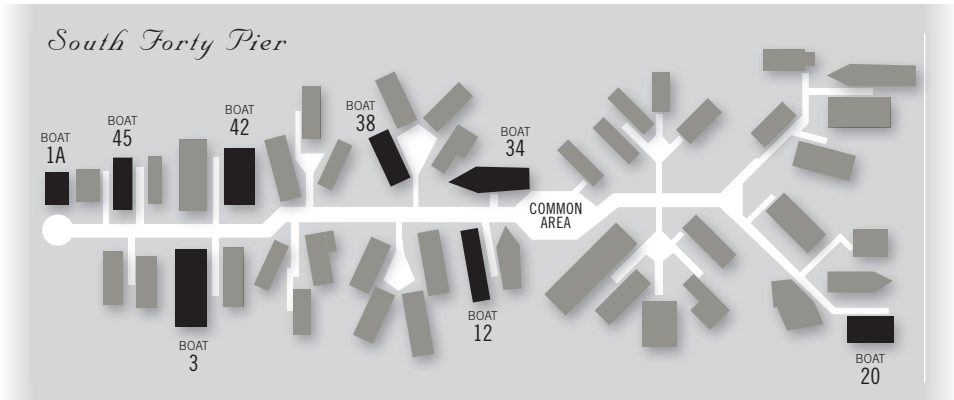 South Forty Pier
BOAT
1A
BOAT
45
BOAT
42
BOAT
38
BOAT
34
COMMON
AREA
BOAT
3
BOAT
12
BOAT
20